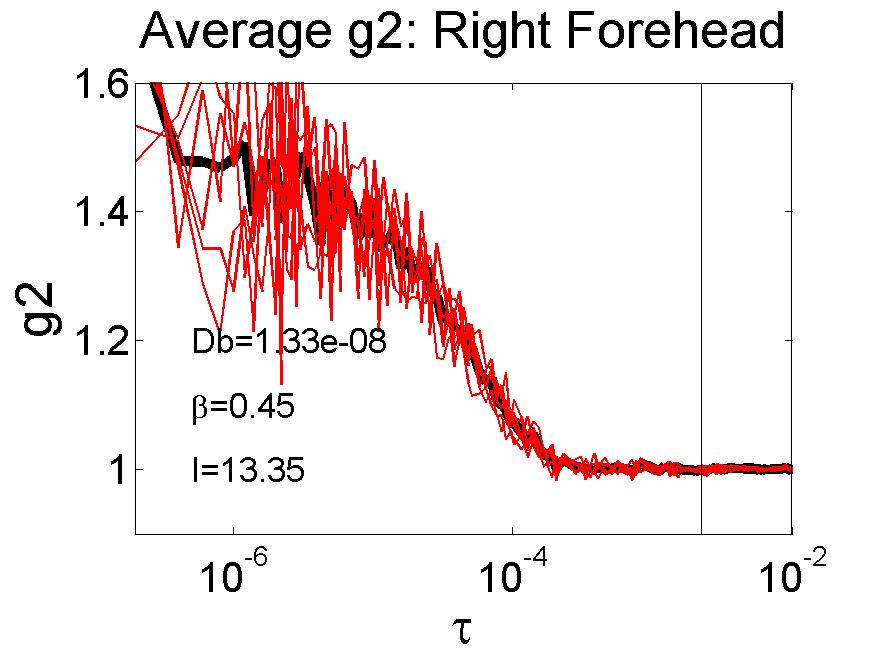 Average g2: Right Forehead
1.6
1.4
1.2
1
g2
Db=1.33e-08
β=0.45
I=13.35
10^-6
10^-4
10^-2
τ